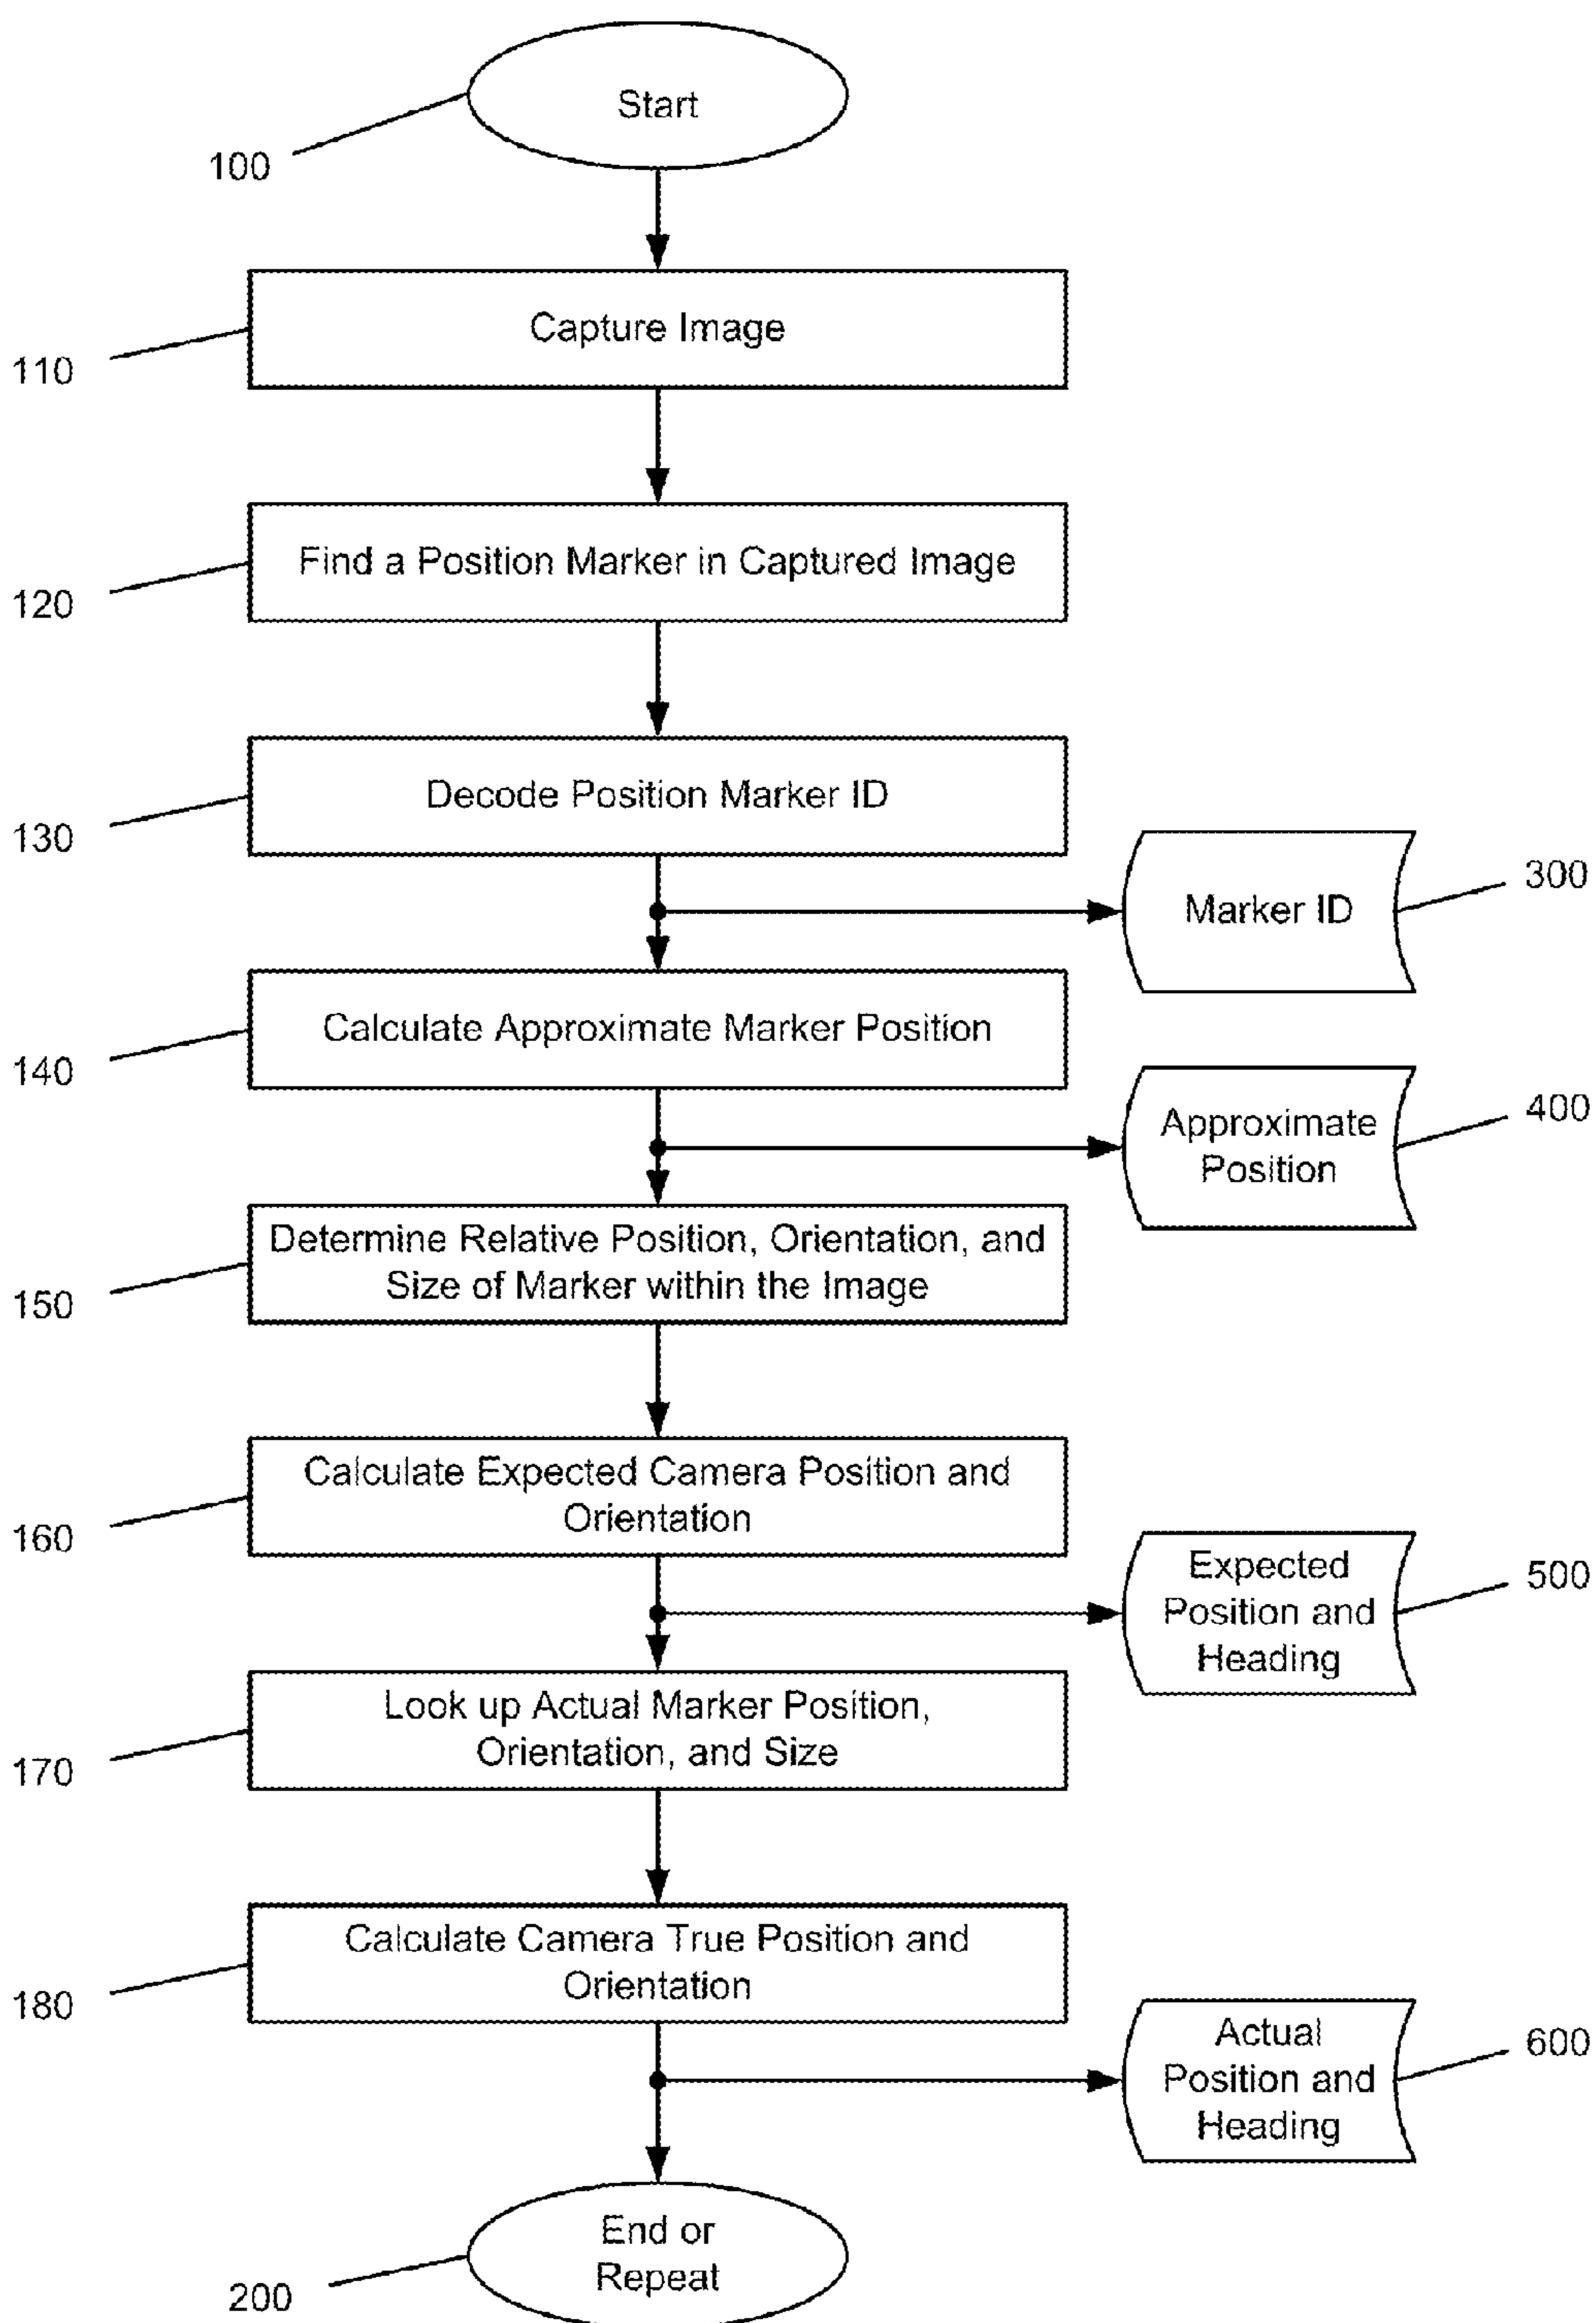 Start
100
Capture Image
110
Find a Position Marker in Captured Image
120
Decode Position Marker ID
130
Marker ID
300
Calculate Approximate Marker Position
140
Approximate
Position
400
Determine Relative Position, Orientation, and
Size of Marker within the Image
150
Calculate Expected Camera Position and
Orientation
160
Expected
Position and
Heading
500
Look up Actual Marker Position,
Orientation, and Size
170
Calculate Camera True Position and
Orientation
180
Actual
Position and
Heading
600
End or
Repeat
200